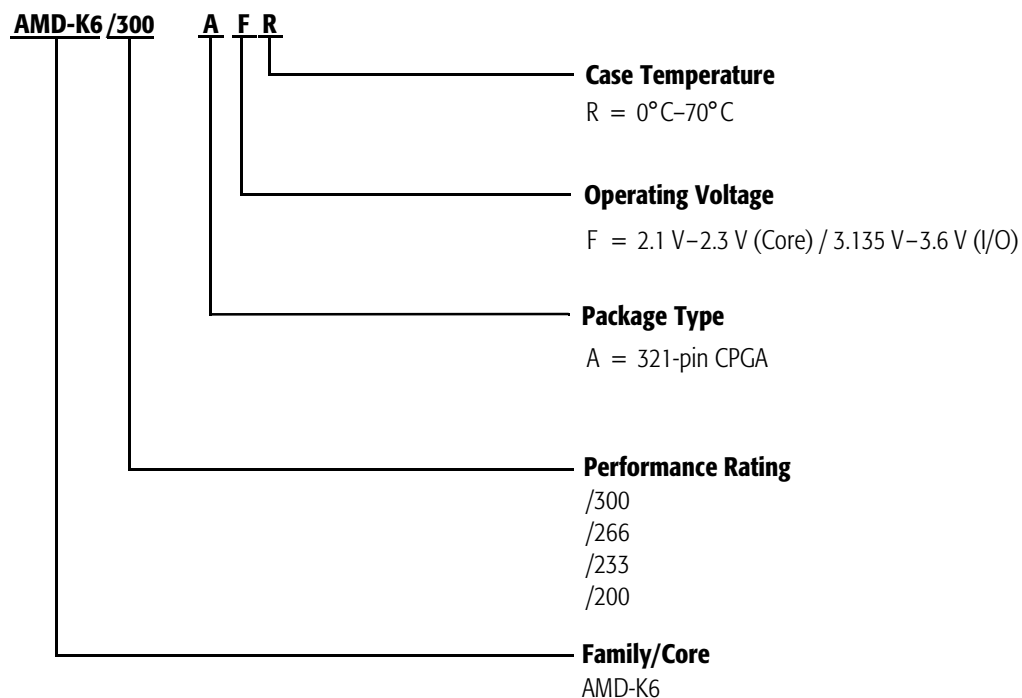 AMD-K6 /300 A F R
Case Temperature
R = 0°C–70°C
Operating Voltage
F = 2.1 V–2.3 V (Core) / 3.135 V–3.6 V (I/O)
Package Type
A = 321-pin CPGA
Performance Rating
/300
/266
/233
/200
Family/Core
AMD-K6